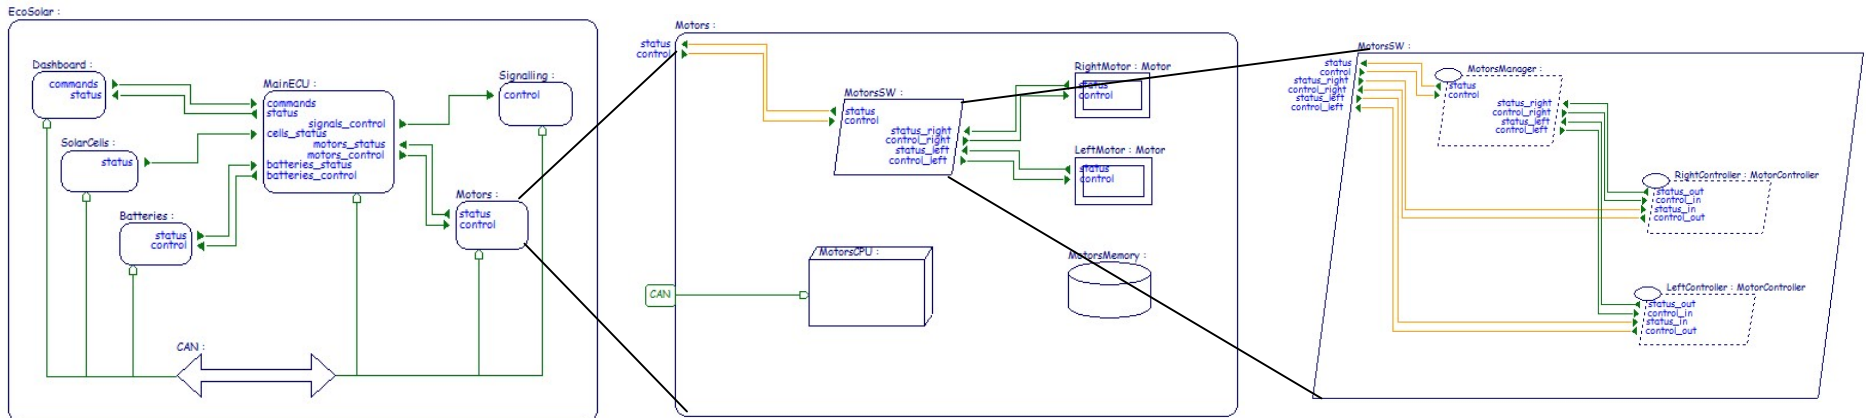 EcoSolar :
Dashboard :
commands
status
MainECU :
commands
status
signals_control
cells_status
motors_status
motors_control
batteries_status
batteries_control
Signalling :
control
SolarCells :
status
Batteries :
status
control
Motors :
status
control
CAN :
Motors :
status
control
MotorsSW :
status
control
status_right
control_right
status_left
control_left
RightMotor : Motor
status
control
LeftMotor : Motor
status
control
MotorsCPU :
MotorsMemory :
CAN
MotorsSW :
status
control
status_right
control_right
status_left
control_left
MotorsManager :
status
control
status_right
control_right
status_left
control_left
RightController : MotorController
status_out
control_in
status_in
control_out
LeftController : MotorController
status_out
control_in
status_in
control_out